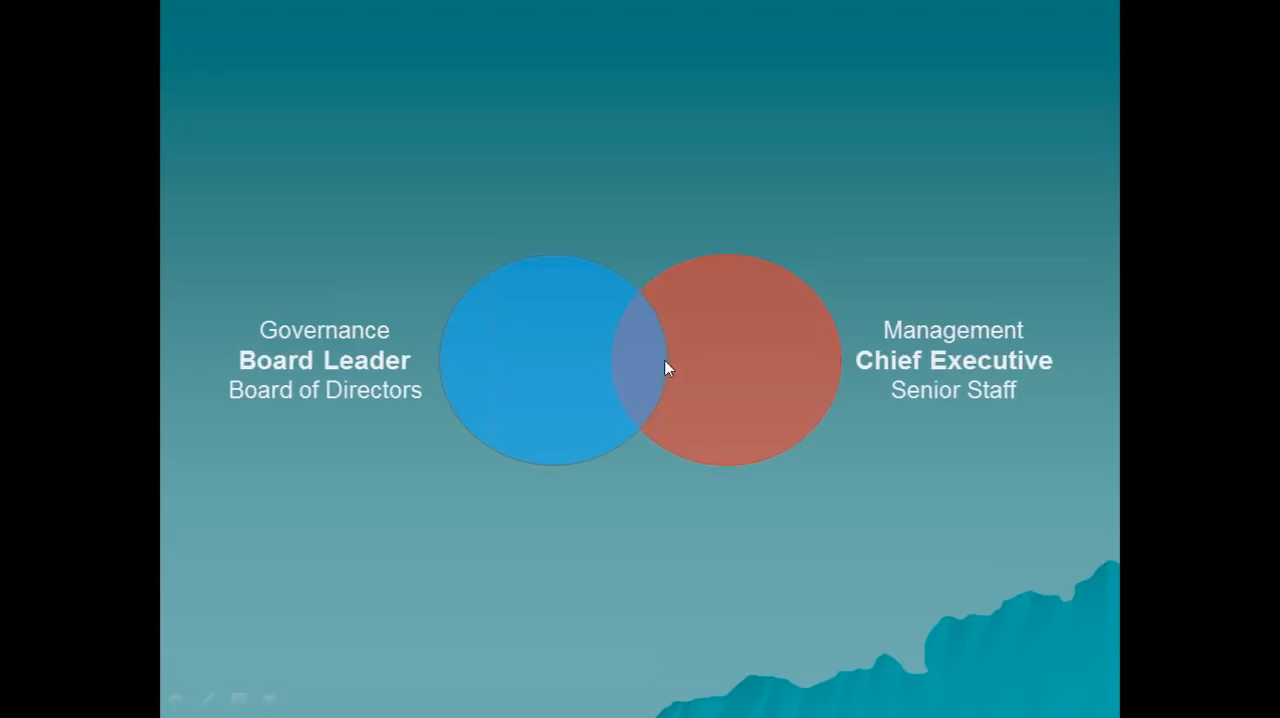 Governance
Board Leader
Board of Directors
Management
Chief Executive
Senior Staff